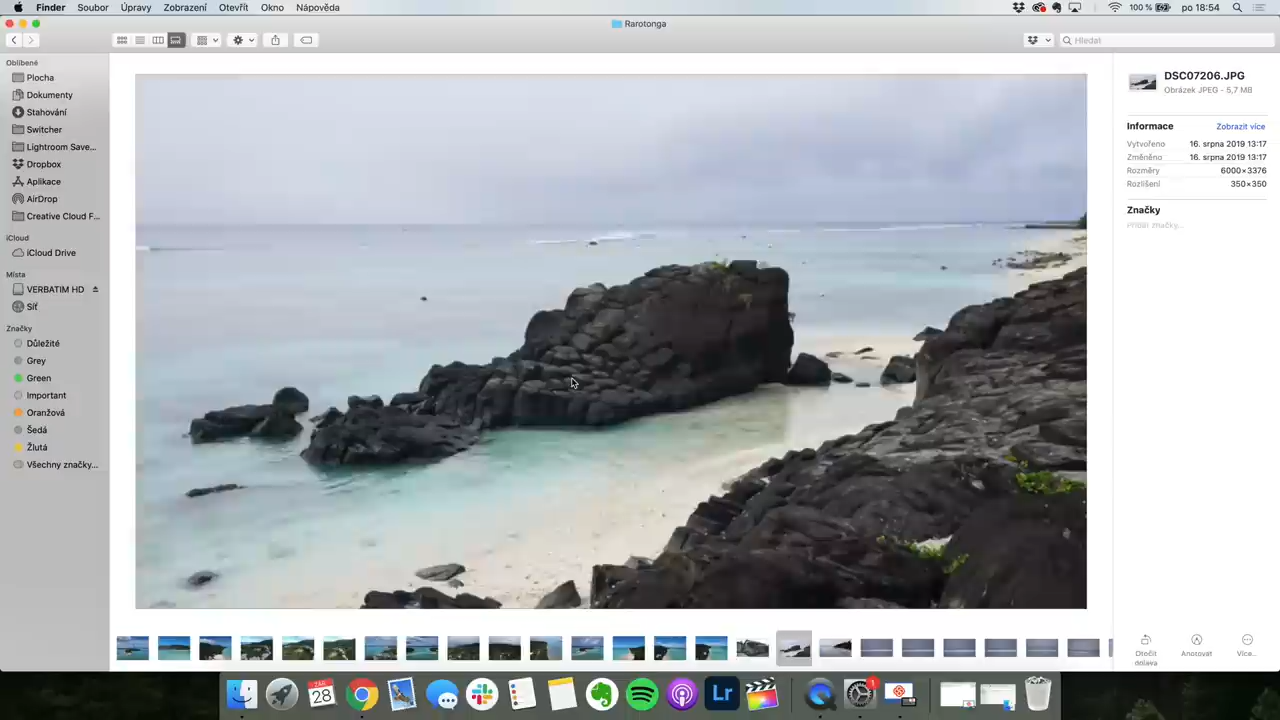 Finder Soubor Úpravy Zobrazení Otevřít Okno Nápověda 100 % po 18:54
Rarotonga
Hledat
Oblíbené
Plocha
Dokumenty
Stahování
Switcher
Lightroom Save...
Dropbox
Aplikace
AirDrop
Creative Cloud F...
iCloud
iCloud Drive
Místa
VERBATIM HD
Síť
Značky
Důležité
Grey
Green
Important
Oranžová
Šedá
Žlutá
Všechny značky...
DSC07206.JPG
Obrázek JPEG - 5,7 MB
Informace Zobrazit více
Vytvořeno 16. srpna 2019 13:17
Změněno 16. srpna 2019 13:17
Rozměry 6000×3376
Rozlišení 350×350
Značky
Přidat značky...
Otočit doleva
Anotovat
Více...
ZÁŘ
28
Lr
1